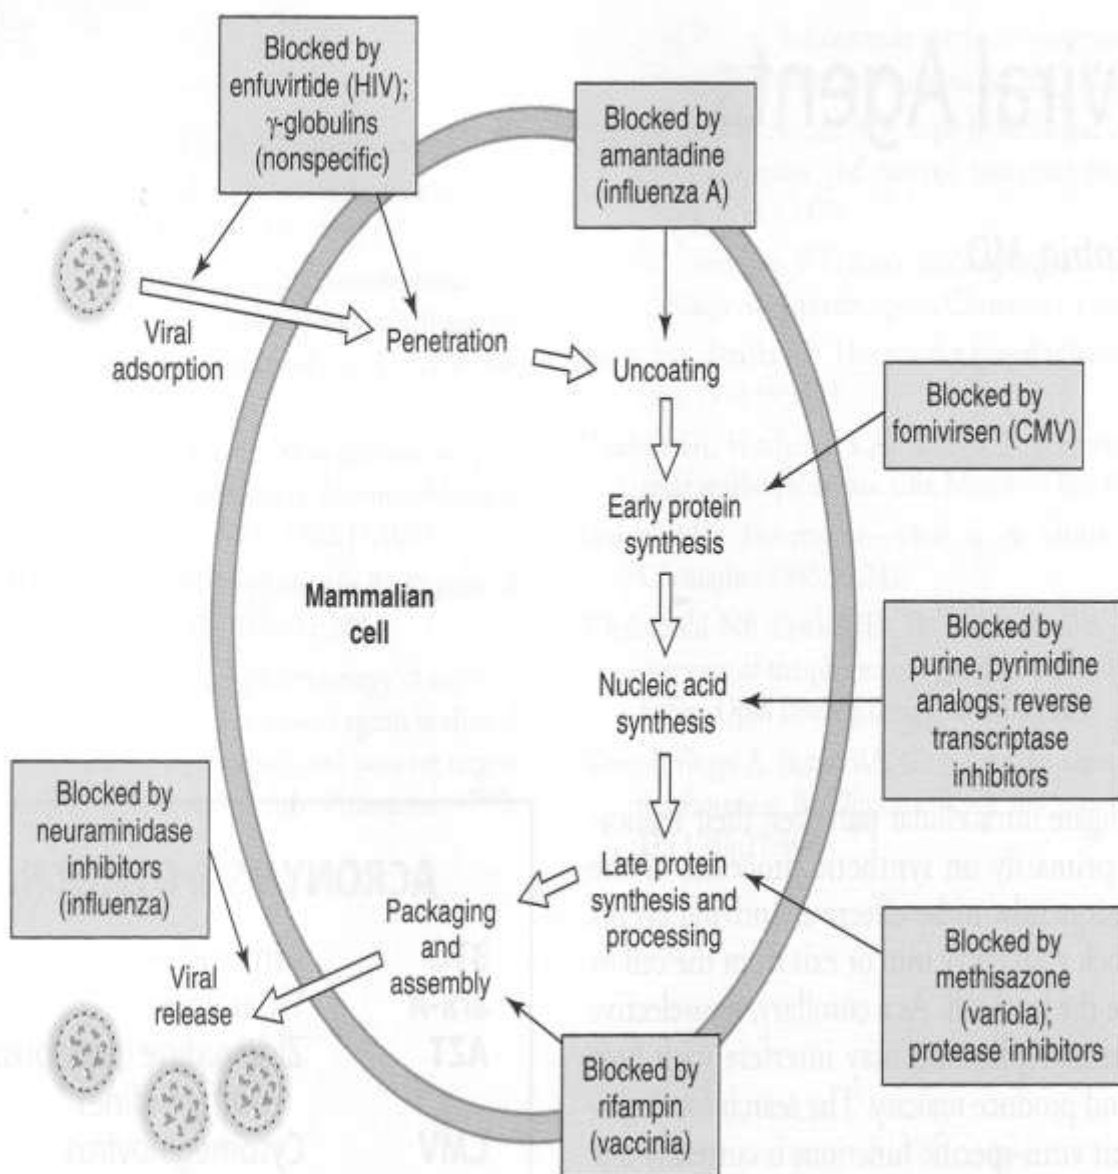 Blocked by
enfuvirtide (HIV);
γ-globulins
(nonspecific)
Blocked by
amantadine
(influenza A)
Viral
adsorption
Penetration
Uncoating
Blocked by
fomivirsen (CMV)
Early protein
synthesis
Mammalian
cell
Blocked by
purine, pyrimidine
analogs; reverse
transcriptase
inhibitors
Nucleic acid
synthesis
Blocked by
neuraminidase
inhibitors
(influenza)
Late protein
synthesis and
processing
Packaging
and
assembly
Blocked by
methisazone
(variola);
protease inhibitors
Viral
release
Blocked by
rifampin
(vaccinia)